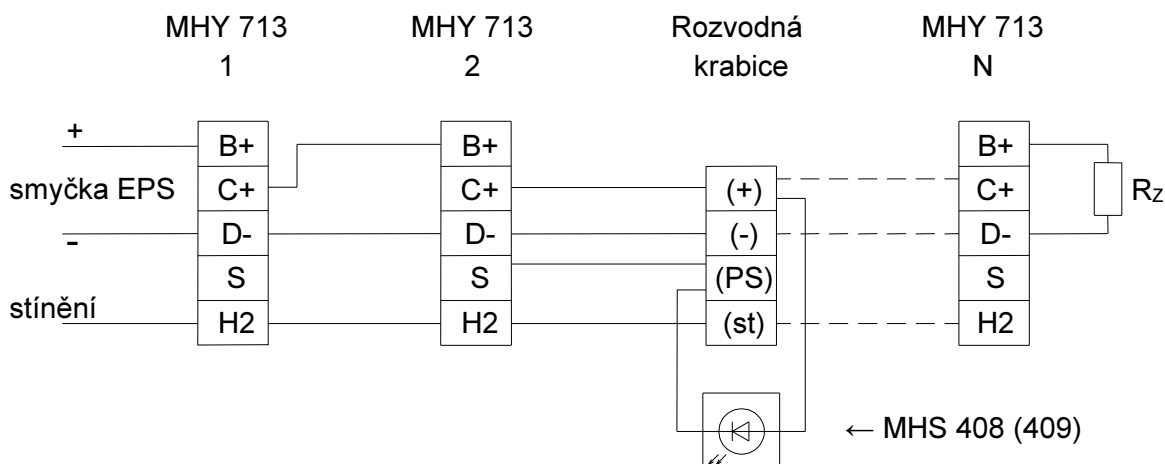 MHY 713 MHY 713 Rozvodná MHY 713
1 2 krabice N
+ B+ B+ B+
smyčka EPS C+ C+ (+) C+ Rz
- D- D- (-) D-
S S (PS) S
stínění H2 H2 (st) H2
← MHS 408 (409)